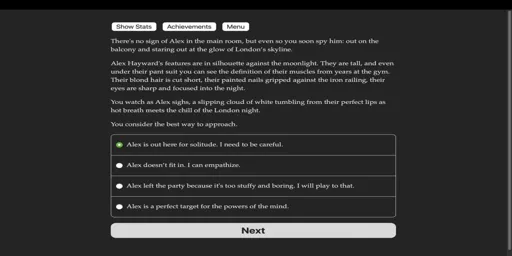 Show Stats
Achievements
Menu
There's no sign of Alex in the main room, but even so you soon spy him: out on the
balcony and staring out at the glow of London's skyline.
Alex Hayward's features are in silhouette against the moonlight. They are tall, and even
under their pant suit you can see the definition of their muscles from years at the gym.
Their blond hair is cut short, their painted nails gripped against the iron railing, their
eyes are sharp and focused into the night.
You watch as Alex sighs, a slipping cloud of white tumbling from their perfect lips as
hot breath meets the chill of the London night.
You consider the best way to approach.
Alex is out here for solitude. I need to be careful.
Alex doesn't fit in. I can empathize.
Alex left the party because it's too stuffy and boring. I will play to that.
Alex is a perfect target for the powers of the mind.
Next